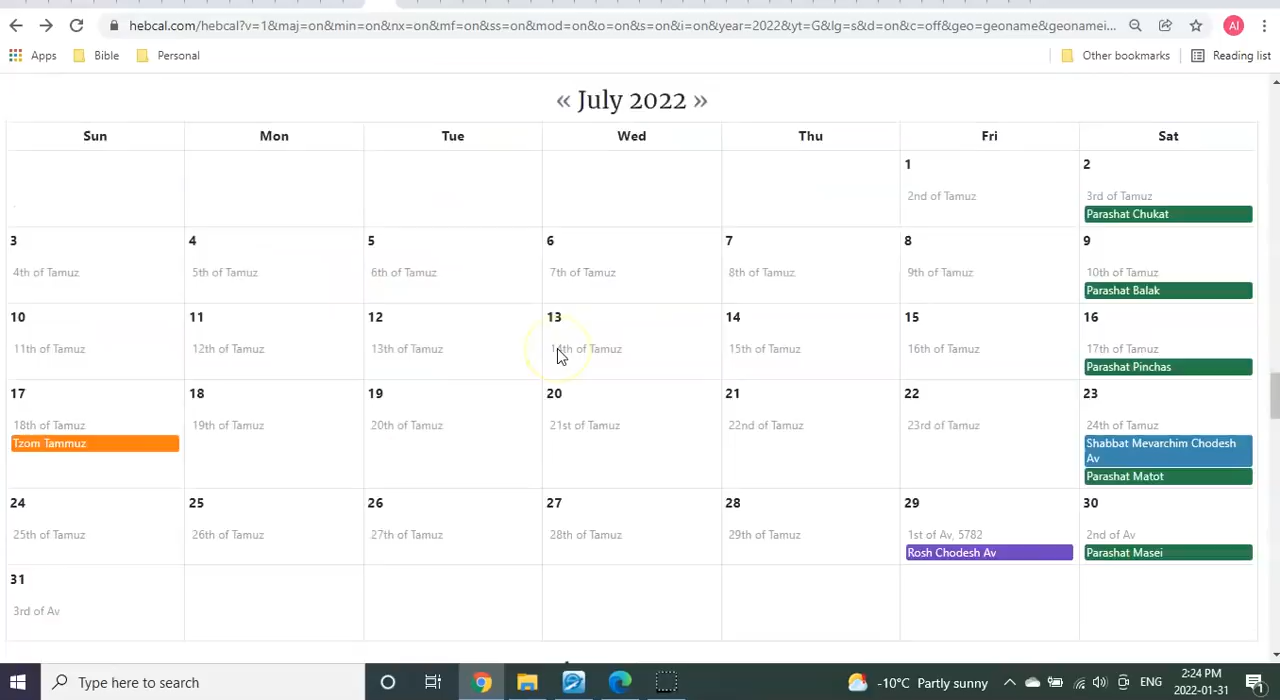 hebcal.com/hebcal?v=1&maj=on&min=on&nx=on&mf=on&ss=on&mod=on&o=on&s=on&i=on&year=2022&yt=G&lg=s&d=on&c=off&geo=geoname&geonamei... AI
Apps Bible Personal Other bookmarks Reading list
« July 2022 »
Sun Mon Tue Wed Thu Fri Sat
1 2
2nd of Tamuz 3rd of Tamuz
Parashat Chukat
3 4 5 6 7 8 9
4th of Tamuz 5th of Tamuz 6th of Tamuz 7th of Tamuz 8th of Tamuz 9th of Tamuz 10th of Tamuz
Parashat Balak
10 11 12 13 14 15 16
11th of Tamuz 12th of Tamuz 13th of Tamuz 14th of Tamuz 15th of Tamuz 16th of Tamuz 17th of Tamuz
Parashat Pinchas
17 18 19 20 21 22 23
18th of Tamuz 19th of Tamuz 20th of Tamuz 21st of Tamuz 22nd of Tamuz 23rd of Tamuz 24th of Tamuz
Tzom Tammuz Shabbat Mevarchim Chodesh
Av
Parashat Matot
24 25 26 27 28 29 30
25th of Tamuz 26th of Tamuz 27th of Tamuz 28th of Tamuz 29th of Tamuz 1st of Av, 5782 2nd of Av
Rosh Chodesh Av Parashat Masei
31
3rd of Av
Type here to search -10°C Partly sunny ENG 2:24 PM
2022-01-31
1